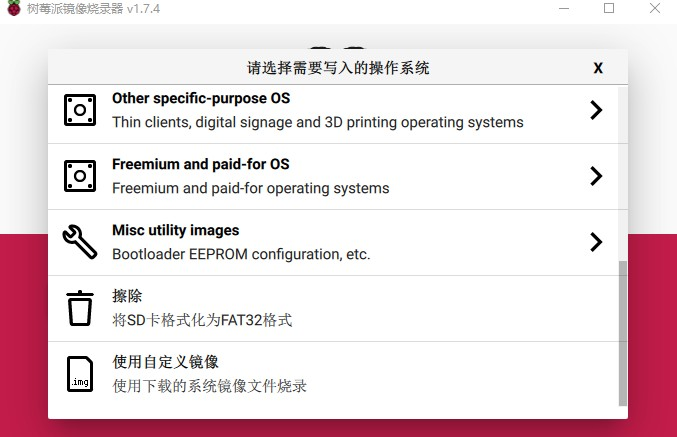 树莓派镜像烧录器 v1.7.4
请选择需要写入的操作系统
X
Other specific-purpose OS
Thin clients, digital signage and 3D printing operating systems
Freemium and paid-for OS
Freemium and paid-for operating systems
Misc utility images
Bootloader EEPROM configuration, etc.
擦除
将SD卡格式化为FAT32格式
使用自定义镜像
.img
使用下载的系统镜像文件烧录